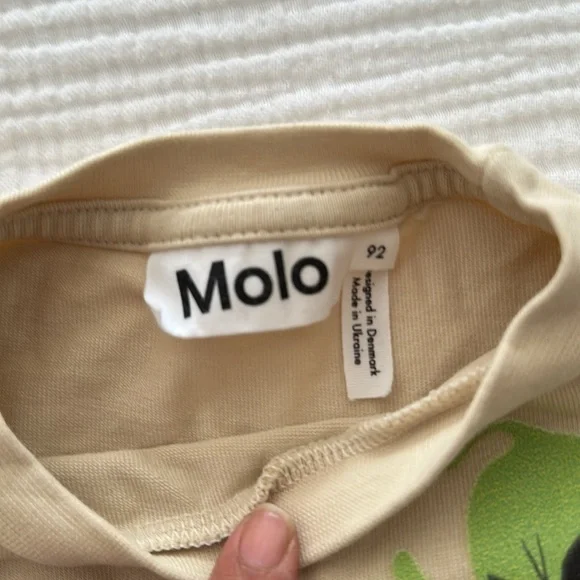 Molo
92
esigned in Denmark
Made in Ukraine